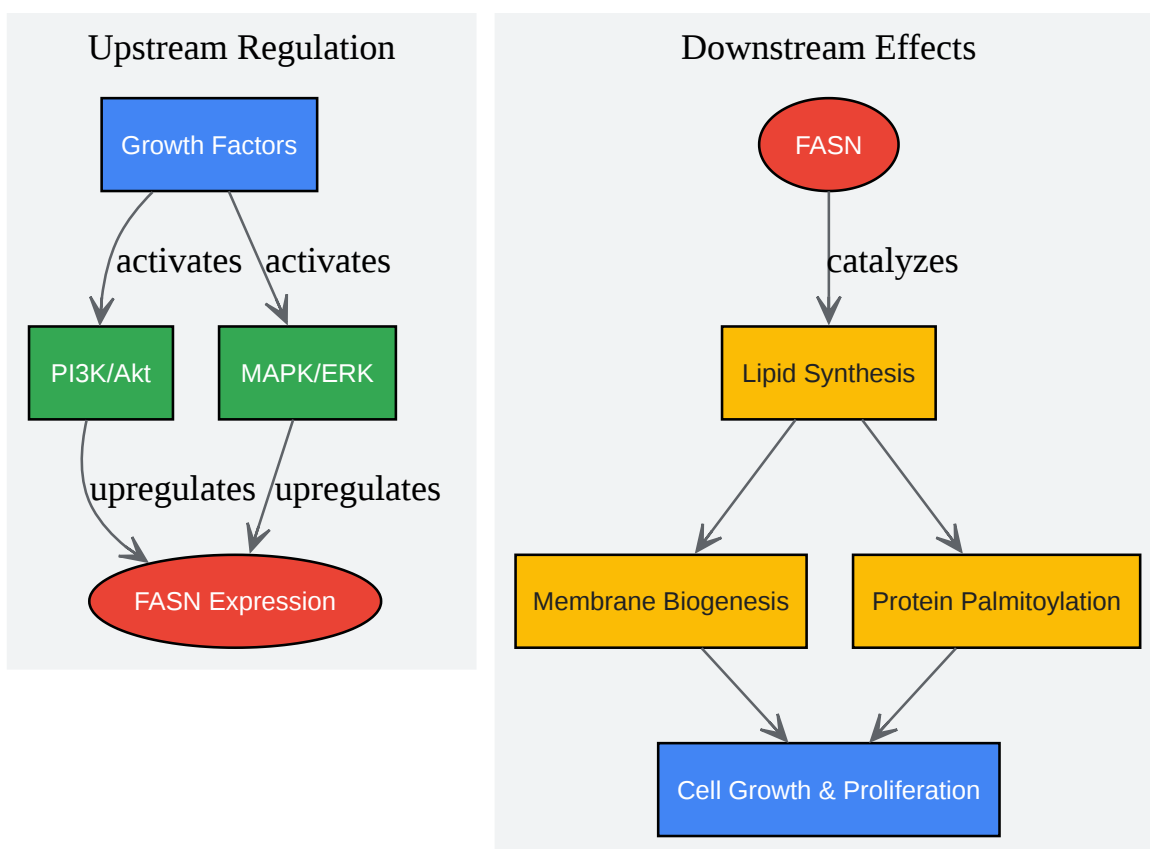 Upstream Regulation
Growth Factors
activates
activates
PI3K/Akt
MAPK/ERK
upregulates
upregulates
FASN Expression
Downstream Effects
FASN
catalyzes
Lipid Synthesis
Membrane Biogenesis
Protein Palmitoylation
Cell Growth & Proliferation